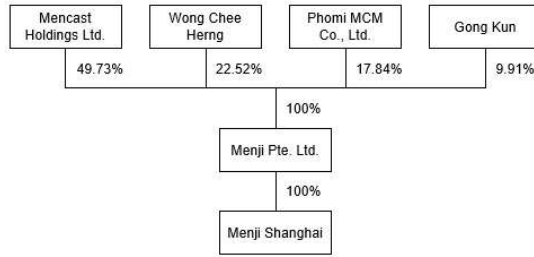 Mencast
Holdings Ltd.
Wong Chee
Herng
Phomi MCM
Co., Ltd.
Gong Kun
49.73%
22.52%
17.84%
9.91%
100%
Menji Pte. Ltd.
100%
Menji Shanghai